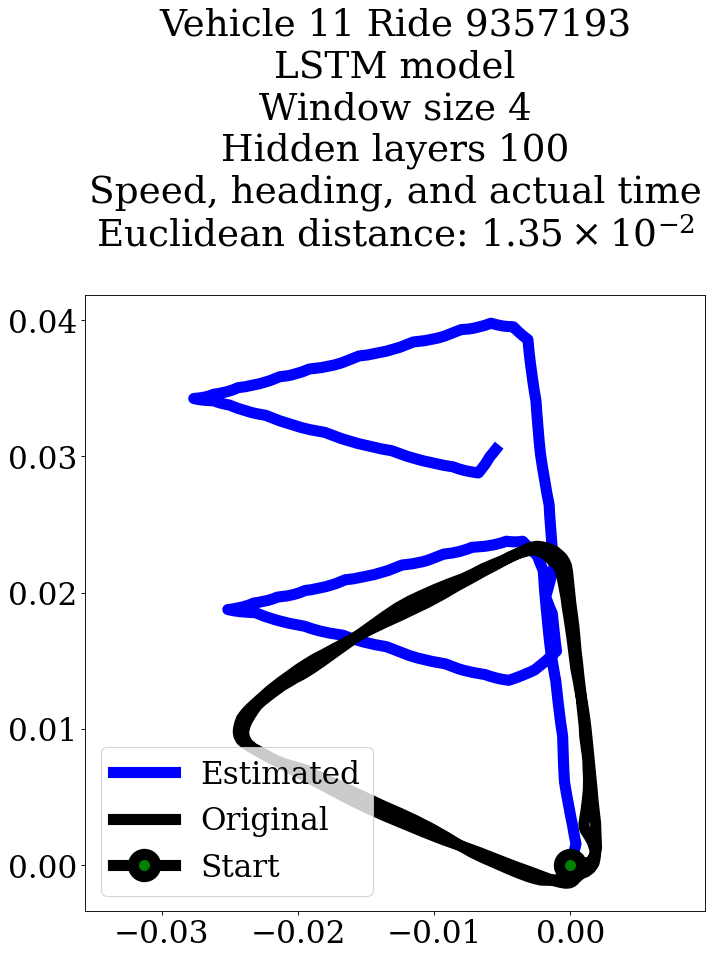 Vehicle 11 Ride 9357193
LSTM model
Window size 4
Hidden layers 100
Speed, heading, and actual time
Euclidean distance: 1.35 × 10⁻²
0.04
0.03
0.02
0.01
0.00
Estimated
Original
Start
−0.03 −0.02 −0.01 0.00